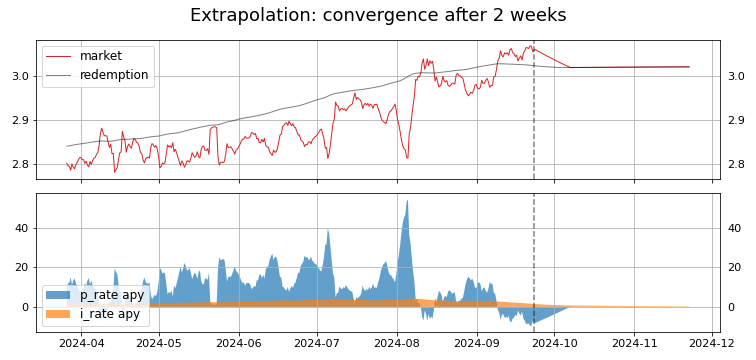 Extrapolation: convergence after 2 weeks
market
redemption
3.0
2.9
2.8
3.0
2.9
2.8
p_rate apy
i_rate apy
40
20
0
40
20
0
2024-04 2024-05 2024-06 2024-07 2024-08 2024-09 2024-10 2024-11 2024-12